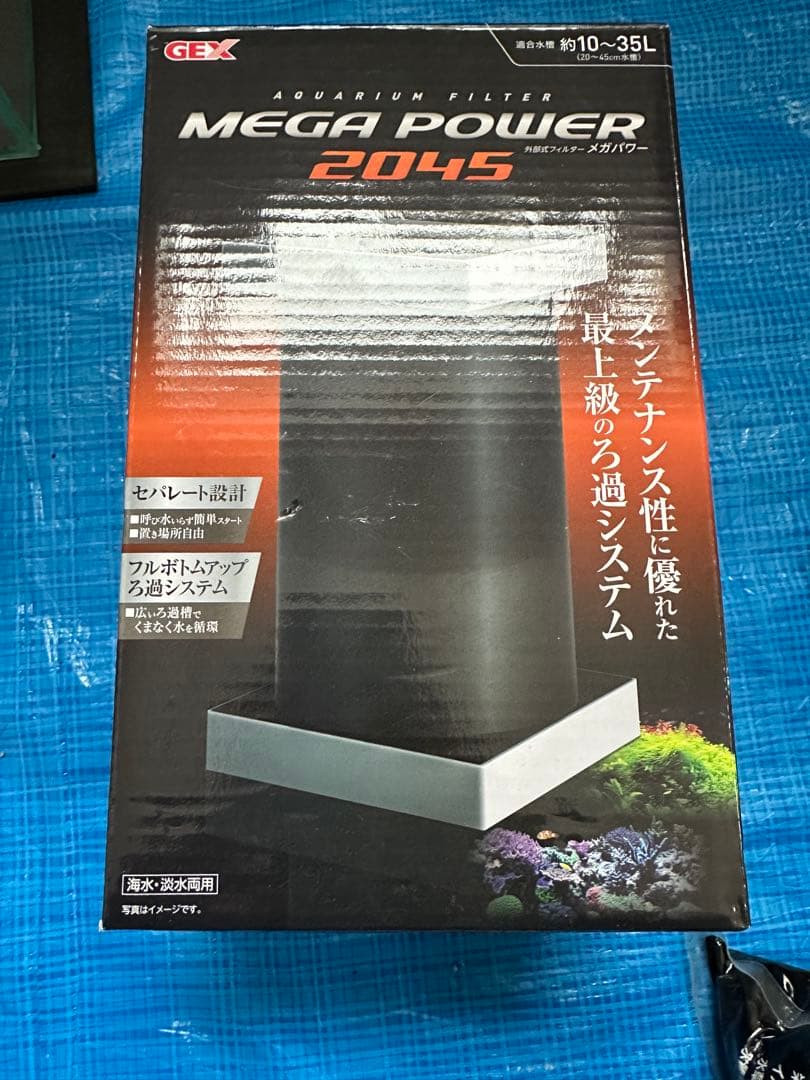 GEX
適合水槽 約10〜35L
(20〜45cm水槽)
AQUARIUM FILTER
MEGA POWER
2045
外部式フィルター メガパワー
メンテナンス性に優れた
最上級のろ過システム
セパレート設計
■呼び水いらず簡単スタート
■置き場所自由
フルボトムアップ
ろ過システム
■広いろ過槽で
くまなく水を循環
海水・淡水両用
写真はイメージです。